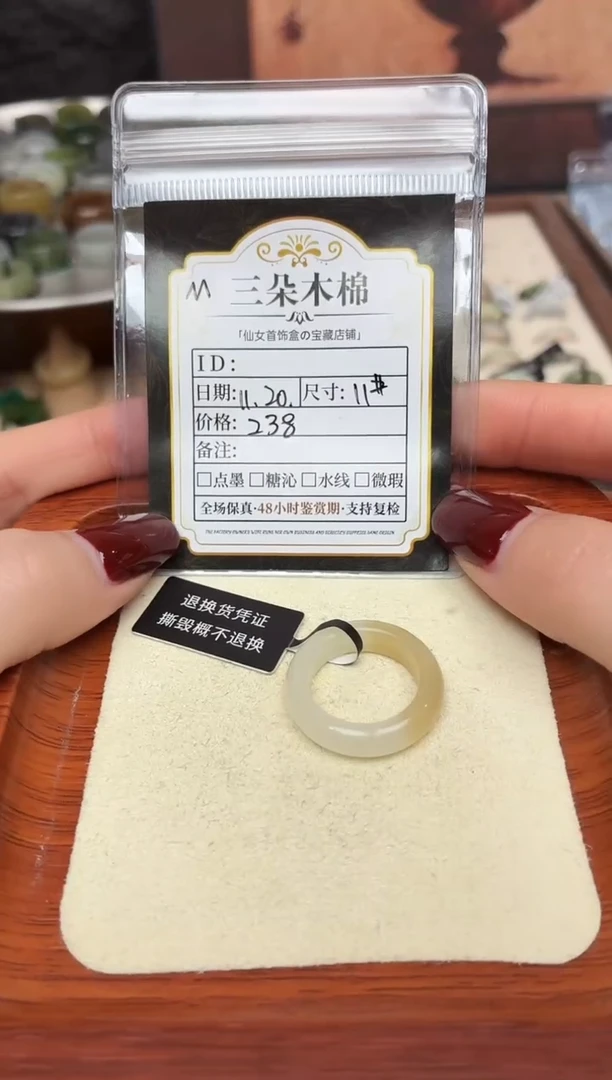 M 三朵木棉
「仙女首饰盒の宝藏店铺」
ID:
日期: 11.20. 尺寸: 11#
价格: 238
备注:
□点墨 □糖沁 □水线 □微瑕
全场保真·48小时鉴赏期·支持复检
退换货凭证
撕毁概不退换